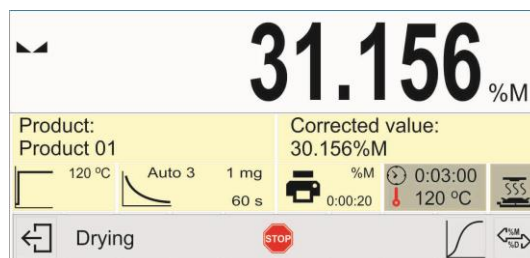 31.156 %M
Product: Corrected value:
Product 01 30.156%M
120 ºC Auto 3 1 mg %M 0:03:00
60 s 0:00:20 120 ºC
Drying STOP %M
%D